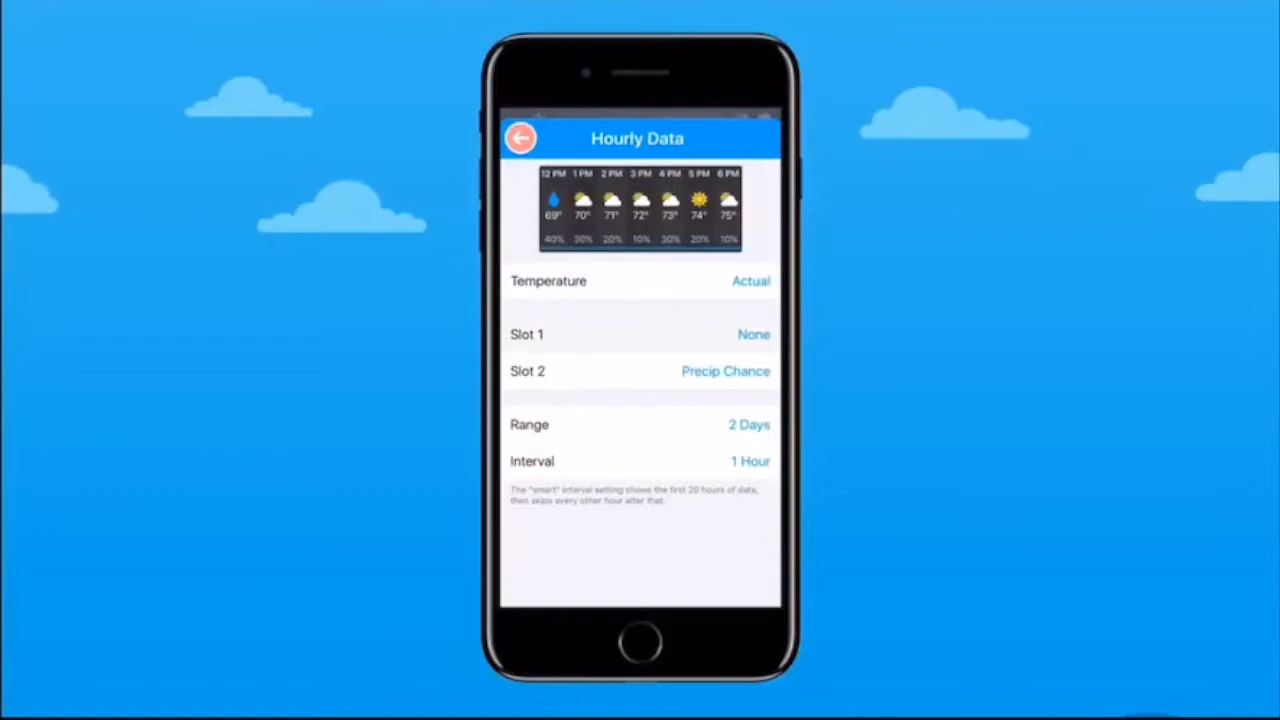 Hourly Data
12 PM 1 PM 2 PM 3 PM 4 PM 5 PM 6 PM
69° 70° 71° 72° 73° 74° 75°
40% 30% 20% 10% 20% 10%
Temperature Actual
Slot 1 None
Slot 2 Precip Chance
Range 2 Days
Interval 1 Hour
The "smart" interval setting shows the first 20 hours of data,
then skips every other hour after that.